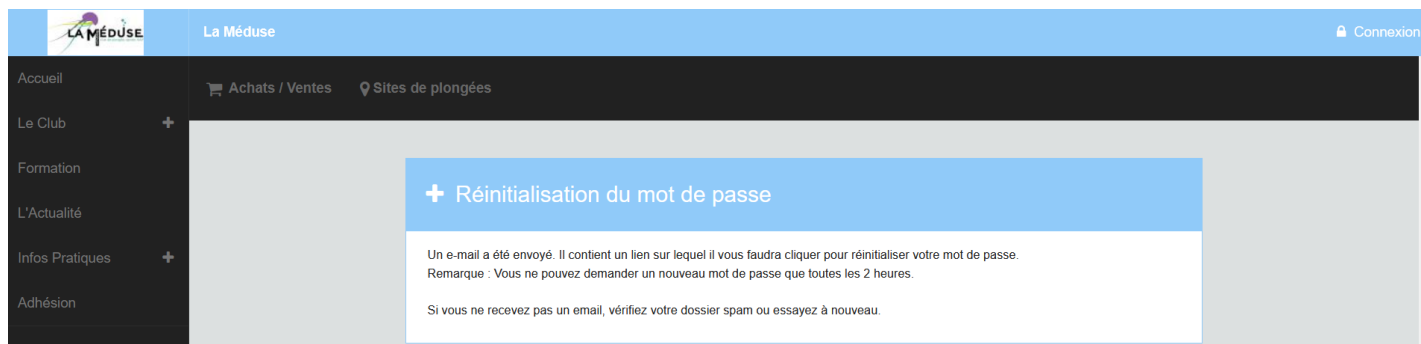 LA MÉDUSE
La Méduse
Connexion
Accueil
Achats / Ventes
Sites de plongées
Le Club
Formation
L'Actualité
Infos Pratiques
Adhésion
Réinitialisation du mot de passe
Un e-mail a été envoyé. Il contient un lien sur lequel il vous faudra cliquer pour réinitialiser votre mot de passe.
Remarque : Vous ne pouvez demander un nouveau mot de passe que toutes les 2 heures.
Si vous ne recevez pas un email, vérifiez votre dossier spam ou essayez à nouveau.